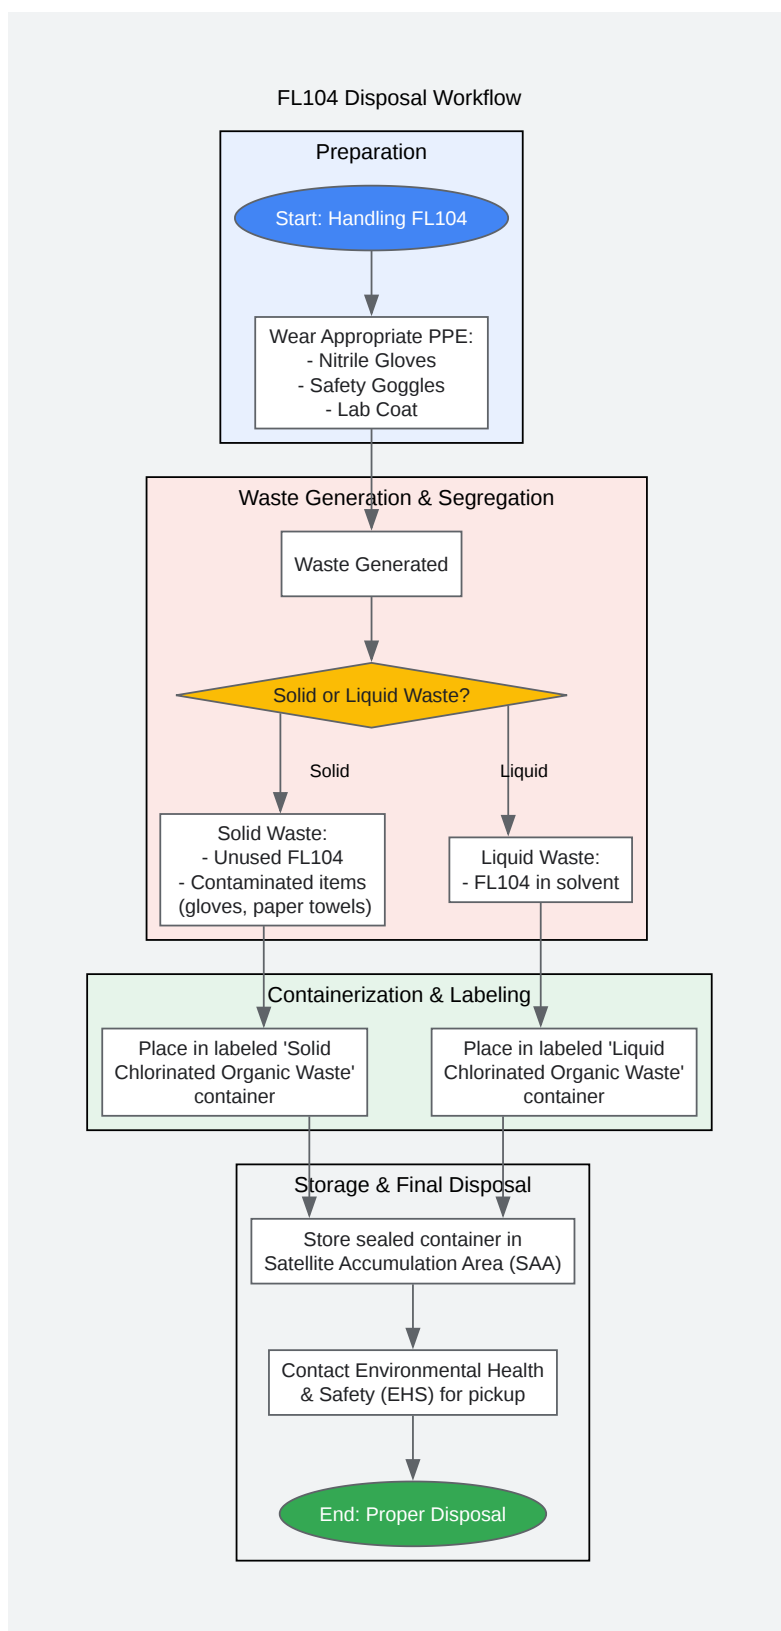 FL104 Disposal Workflow
Preparation
Start: Handling FL104
Wear Appropriate PPE:
- Nitrile Gloves
- Safety Goggles
- Lab Coat
Waste Generation & Segregation
Waste Generated
Solid or Liquid Waste?
Solid
Liquid
Solid Waste:
- Unused FL104
- Contaminated items
(gloves, paper towels)
Liquid Waste:
- FL104 in solvent
Containerization & Labeling
Place in labeled 'Solid
Chlorinated Organic Waste'
container
Place in labeled 'Liquid
Chlorinated Organic Waste'
container
Storage & Final Disposal
Store sealed container in
Satellite Accumulation Area (SAA)
Contact Environmental Health
& Safety (EHS) for pickup
End: Proper Disposal